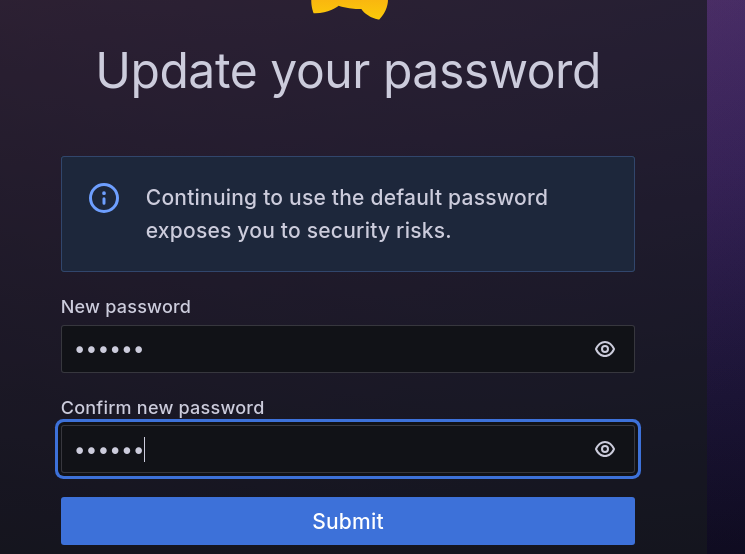 Update your password
Continuing to use the default password
exposes you to security risks.
New password
••••••
Confirm new password
••••••
Submit